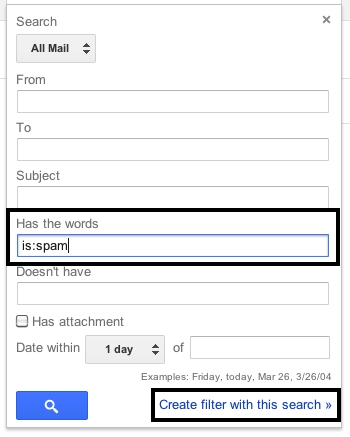 Search ×
All Mail
From
To
Subject
Has the words
is:spam
Doesn't have
Has attachment
Date within 1 day of
Examples: Friday, today, Mar 26, 3/26/04
Create filter with this search »